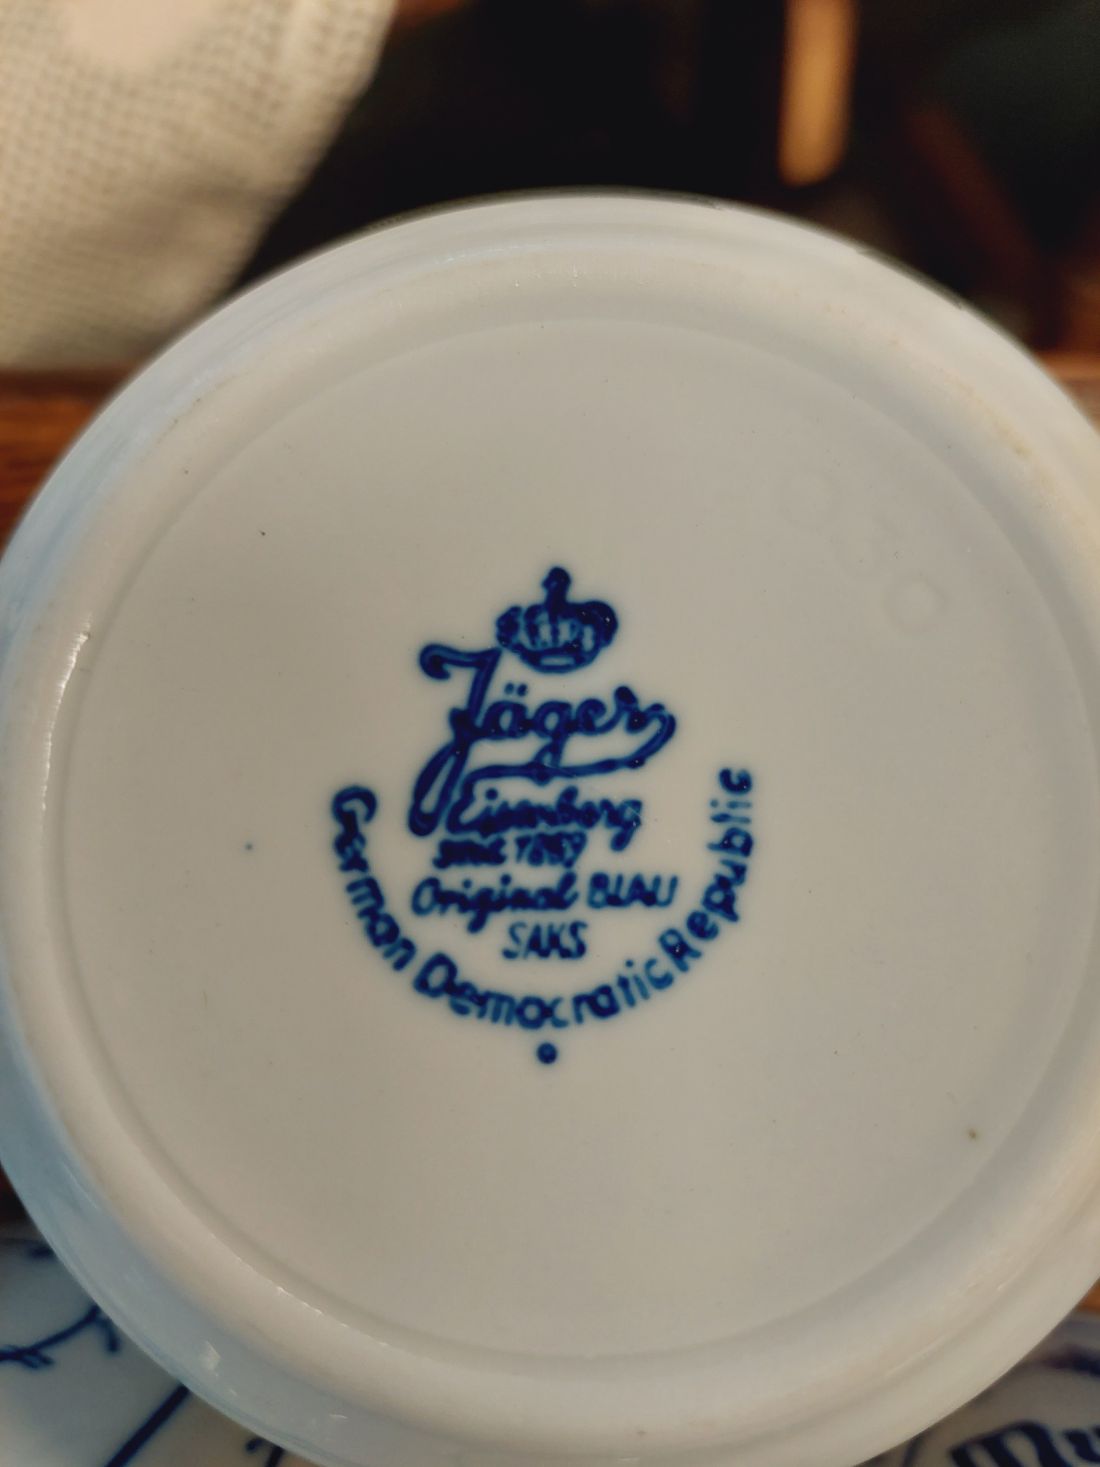 Jäger
Eisenberg
since 1867
Original BLAU
SAKS
German Democratic Republic